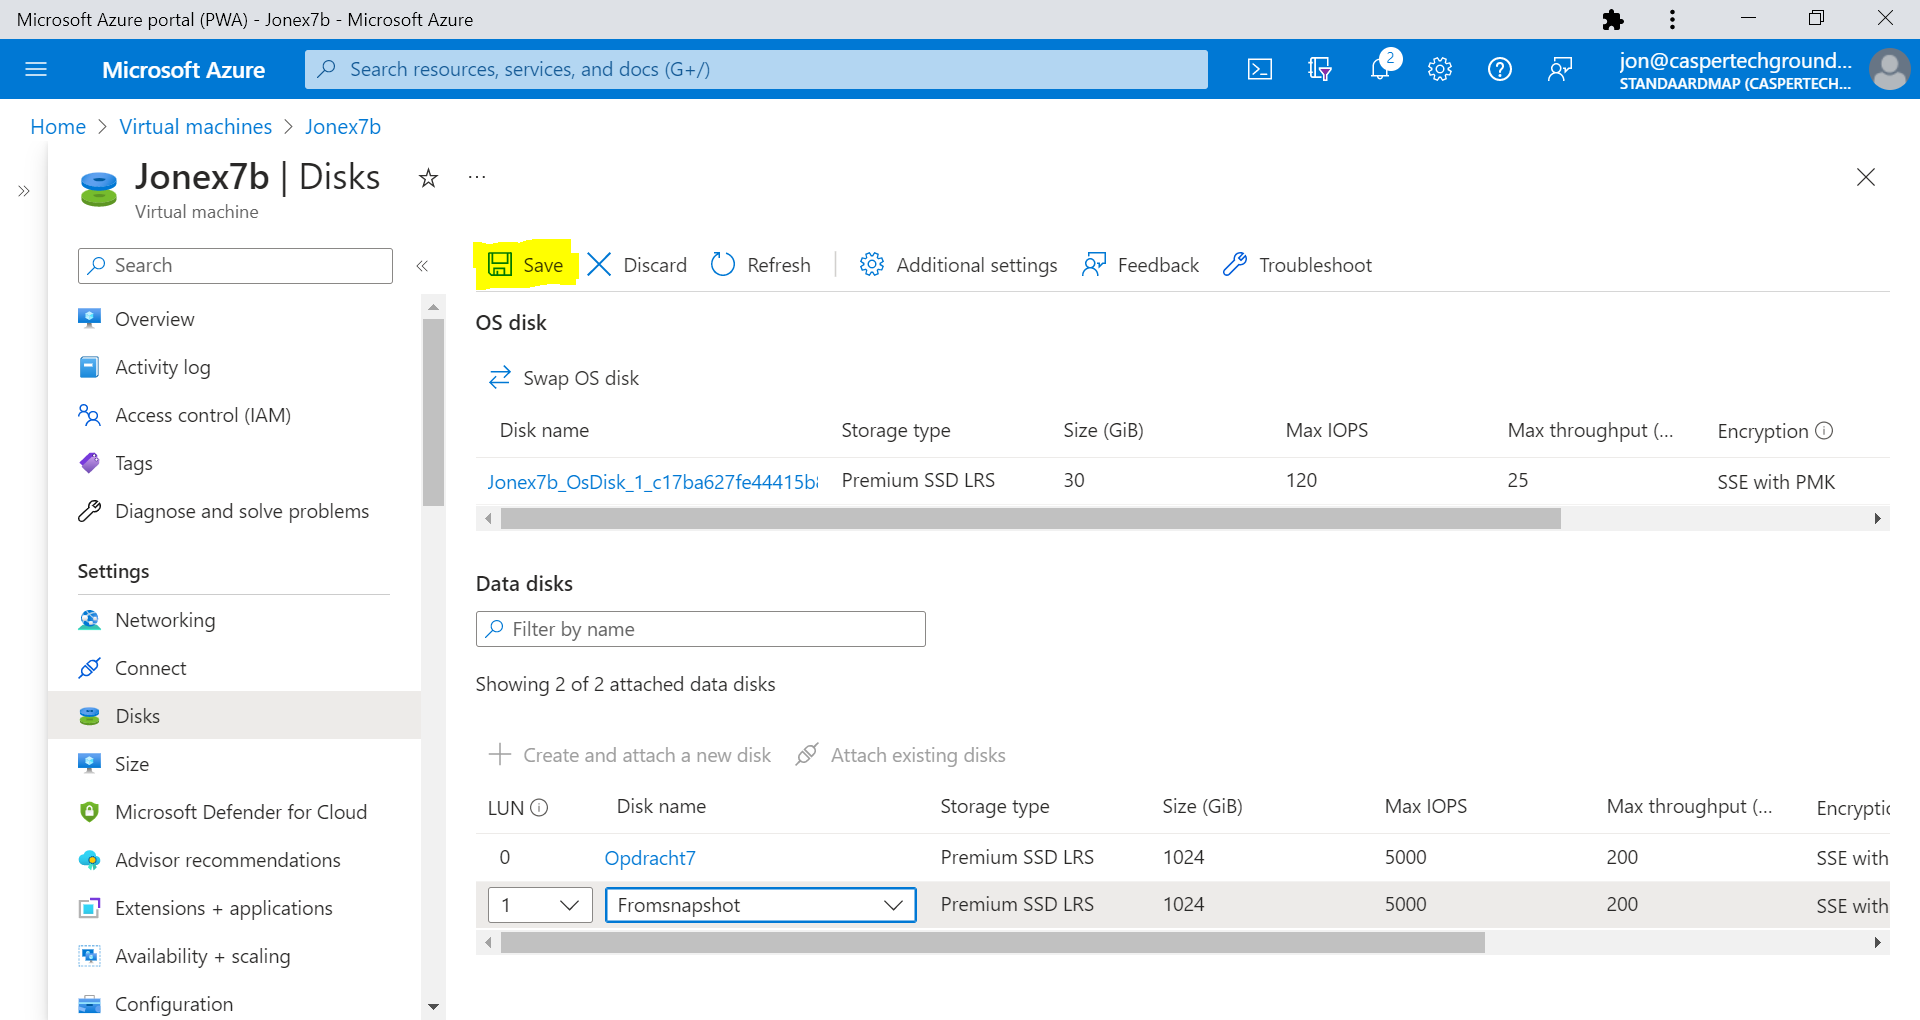 Microsoft Azure portal (PWA) - Jonex7b - Microsoft Azure
Microsoft Azure
Search resources, services, and docs (G+/)
2
jon@caspertechground...
STANDAARDMAP (CASPERTECH...
Home > Virtual machines > Jonex7b
Jonex7b | Disks
Virtual machine
Search
Overview
Activity log
Access control (IAM)
Tags
Diagnose and solve problems
Settings
Networking
Connect
Disks
Size
Microsoft Defender for Cloud
Advisor recommendations
Extensions + applications
Availability + scaling
Configuration
Save Discard Refresh Additional settings Feedback Troubleshoot
OS disk
Swap OS disk
Disk name Storage type Size (GiB) Max IOPS Max throughput (... Encryption
Jonex7b_OsDisk_1_c17ba627fe44415b8 Premium SSD LRS 30 120 25 SSE with PMK
Data disks
Filter by name
Showing 2 of 2 attached data disks
Create and attach a new disk Attach existing disks
LUN Disk name Storage type Size (GiB) Max IOPS Max throughput (... Encryptic
0 Opdracht7 Premium SSD LRS 1024 5000 200 SSE with
1 Fromsnapshot Premium SSD LRS 1024 5000 200 SSE with